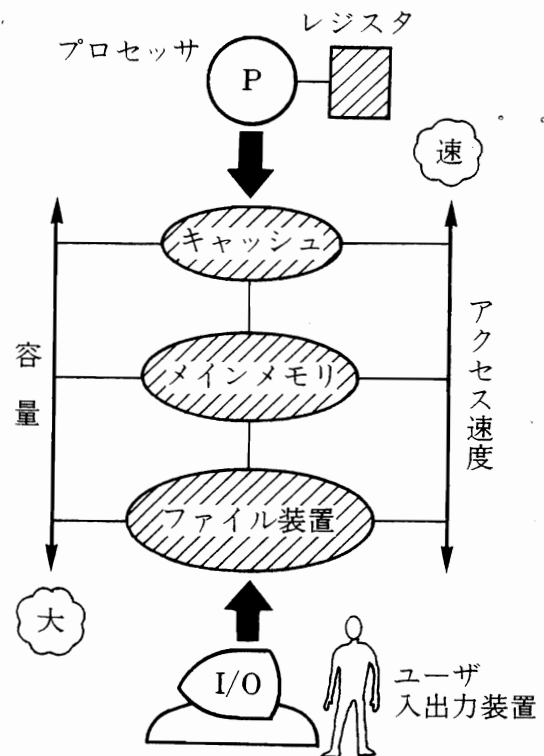 レジスタ
プロセッサ
P
速
キャッシュ
容量
メインメモリ
アクセス速度
ファイル装置
大
I/O
ユーザ
入出力装置